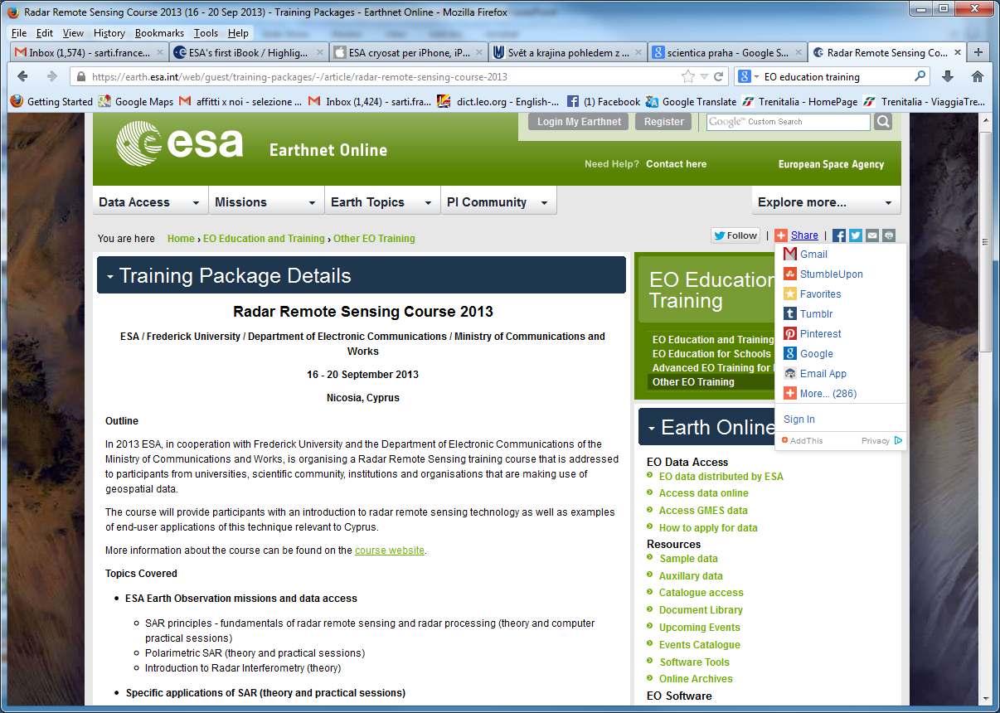 Radar Remote Sensing Course 2013 (16 - 20 Sep 2013) - Training Packages - Earthnet Online - Mozilla Firefox
File Edit View History Bookmarks Tools Help
Inbox (1,574) - sarti.france...
ESA's first iBook / Highlig...
ESA cryosat per iPhone, iP...
Svět a krajina pohledem z ...
scientica praha - Google S...
Radar Remote Sensing Co...
https://earth.esa.int/web/guest/training-packages/-/article/radar-remote-sensing-course-2013
EO education training
Getting Started Google Maps affitti x noi - selezione ... Inbox (1,424) - sarti.fra... dict.leo.org - English-... (1) Facebook Google Translate Trenitalia - HomePage Trenitalia - ViaggiaTre...
Login My Earthnet Register Google™ Custom Search
esa Earthnet Online
Need Help? Contact here European Space Agency
Data Access Missions Earth Topics PI Community Explore more...
You are here Home › EO Education and Training › Other EO Training
Follow | Share |
Gmail
StumbleUpon
Favorites
Tumblr
Pinterest
Google
Email App
More... (286)
Sign In
AddThis Privacy
Training Package Details
Radar Remote Sensing Course 2013
ESA / Frederick University / Department of Electronic Communications / Ministry of Communications and
Works
16 - 20 September 2013
Nicosia, Cyprus
Outline
In 2013 ESA, in cooperation with Frederick University and the Department of Electronic Communications of the
Ministry of Communications and Works, is organising a Radar Remote Sensing training course that is addressed
to participants from universities, scientific community, institutions and organisations that are making use of
geospatial data.
The course will provide participants with an introduction to radar remote sensing technology as well as examples
of end-user applications of this technique relevant to Cyprus.
More information about the course can be found on the course website.
Topics Covered
• ESA Earth Observation missions and data access
SAR principles - fundamentals of radar remote sensing and radar processing (theory and computer
practical sessions)
Polarimetric SAR (theory and practical sessions)
Introduction to Radar Interferometry (theory)
• Specific applications of SAR (theory and practical sessions)
EO Education
Training
EO Education and Training
EO Education for Schools
Advanced EO Training for
Other EO Training
Earth Online
EO Data Access
EO data distributed by ESA
Access data online
Access GMES data
How to apply for data
Resources
Sample data
Auxillary data
Catalogue access
Document Library
Upcoming Events
Events Catalogue
Software Tools
Online Archives
EO Software